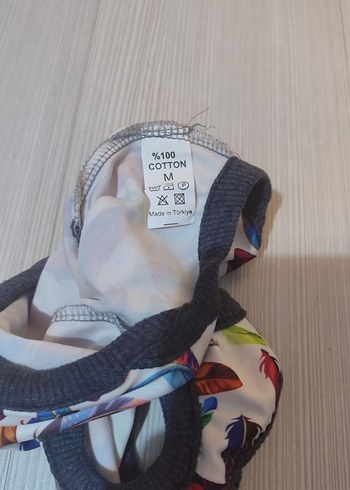 %100
COTTON
M
P
Made in Türkiye